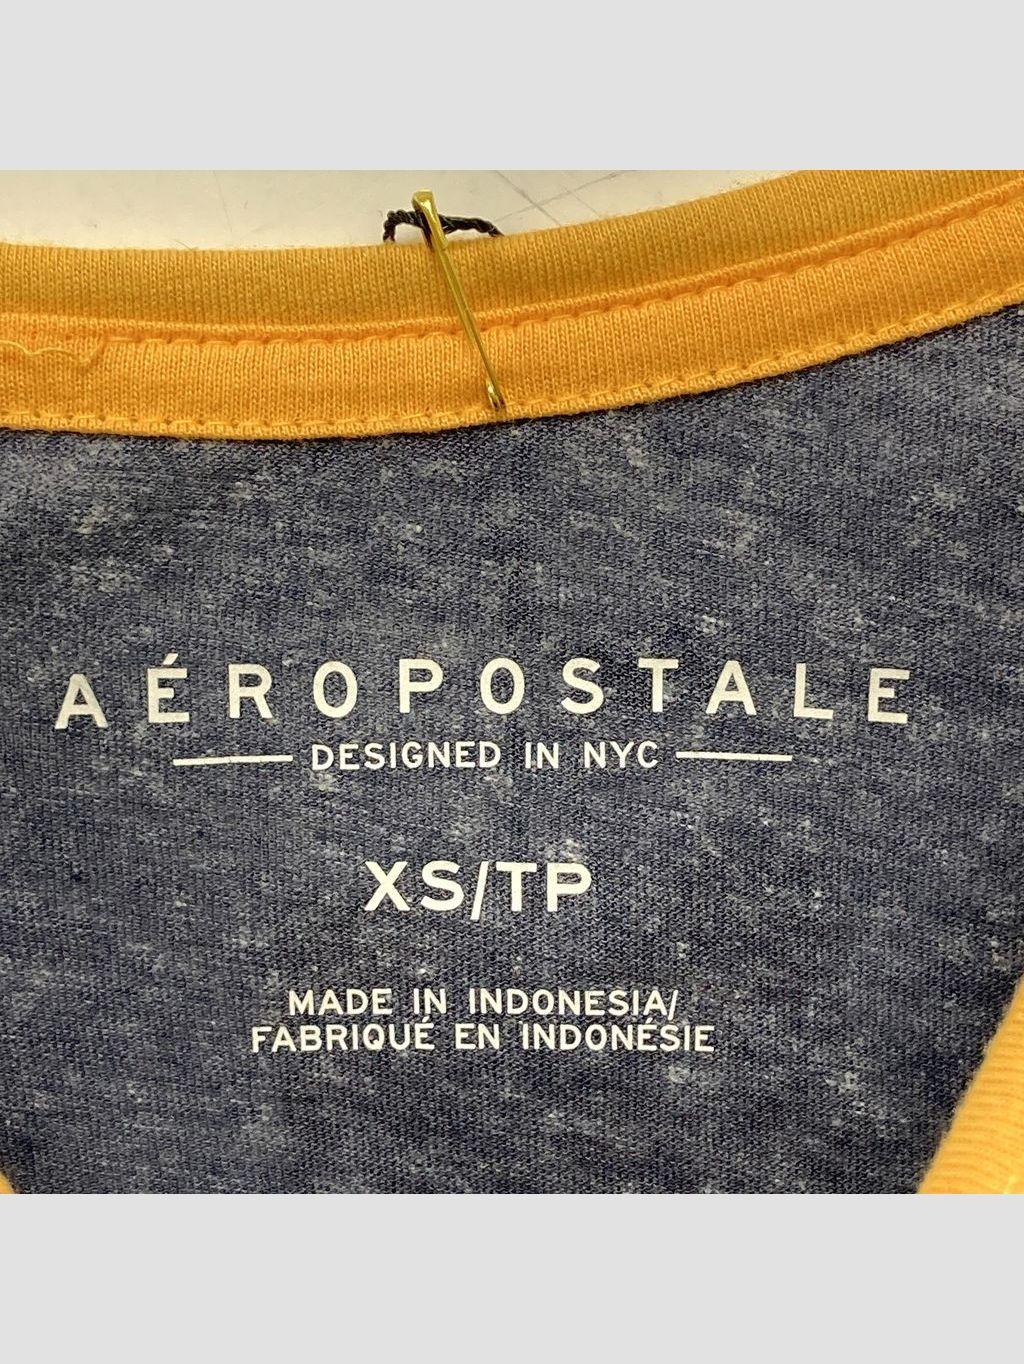 AÉROPOSTALE
DESIGNED IN NYC
XS/TP
MADE IN INDONESIA/
FABRIQUÉ EN INDONÉSIE